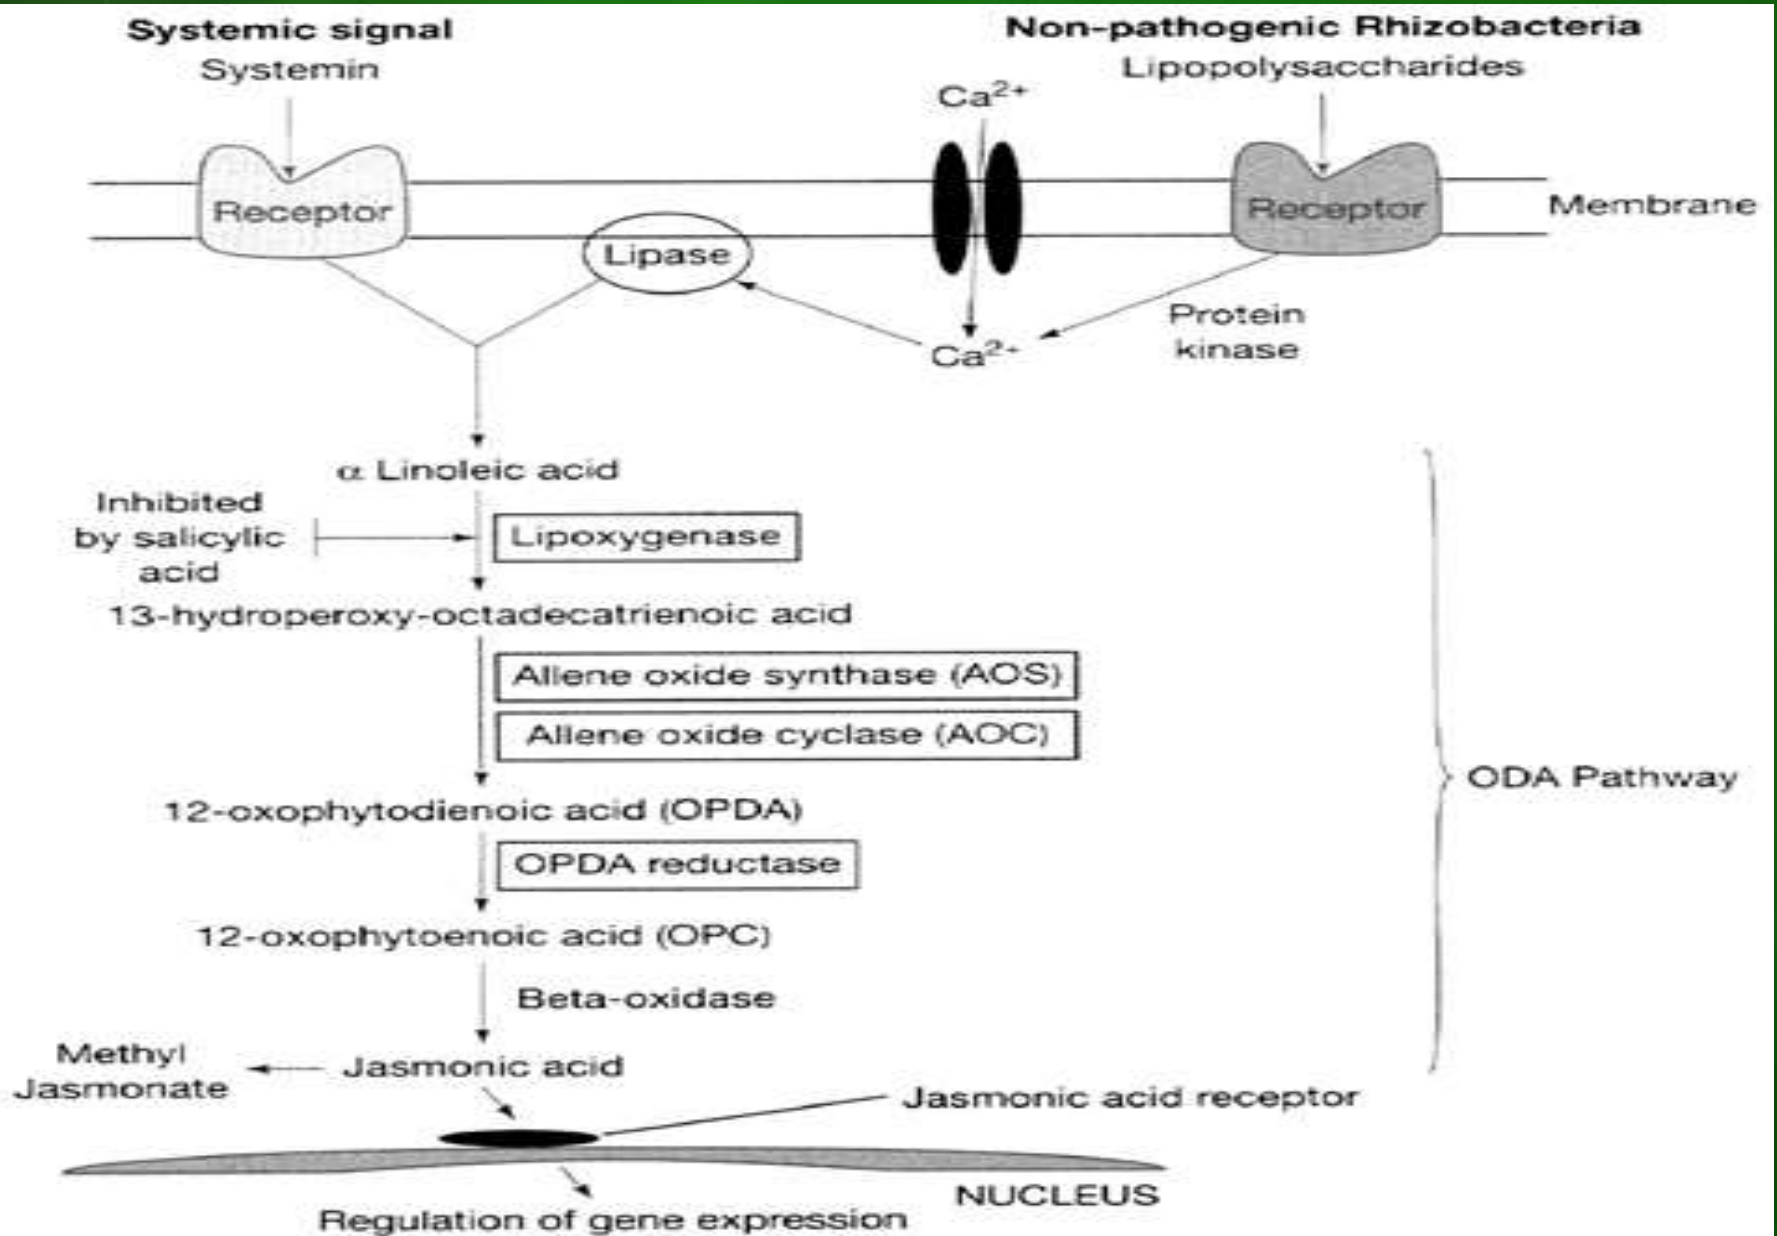 Systemic signal
Systemin
Non-pathogenic Rhizobacteria
Lipopolysaccharides
Ca²⁺
Receptor
Lipase
Receptor
Membrane
Protein
kinase
Ca²⁺
α Linoleic acid
Inhibited
by salicylic
acid
Lipoxygenase
13-hydroperoxy-octadecatrienoic acid
Allene oxide synthase (AOS)
Allene oxide cyclase (AOC)
ODA Pathway
12-oxophytodienoic acid (OPDA)
OPDA reductase
12-oxophytoenoic acid (OPC)
Beta-oxidase
Methyl
Jasmonate
Jasmonic acid
Jasmonic acid receptor
NUCLEUS
Regulation of gene expression